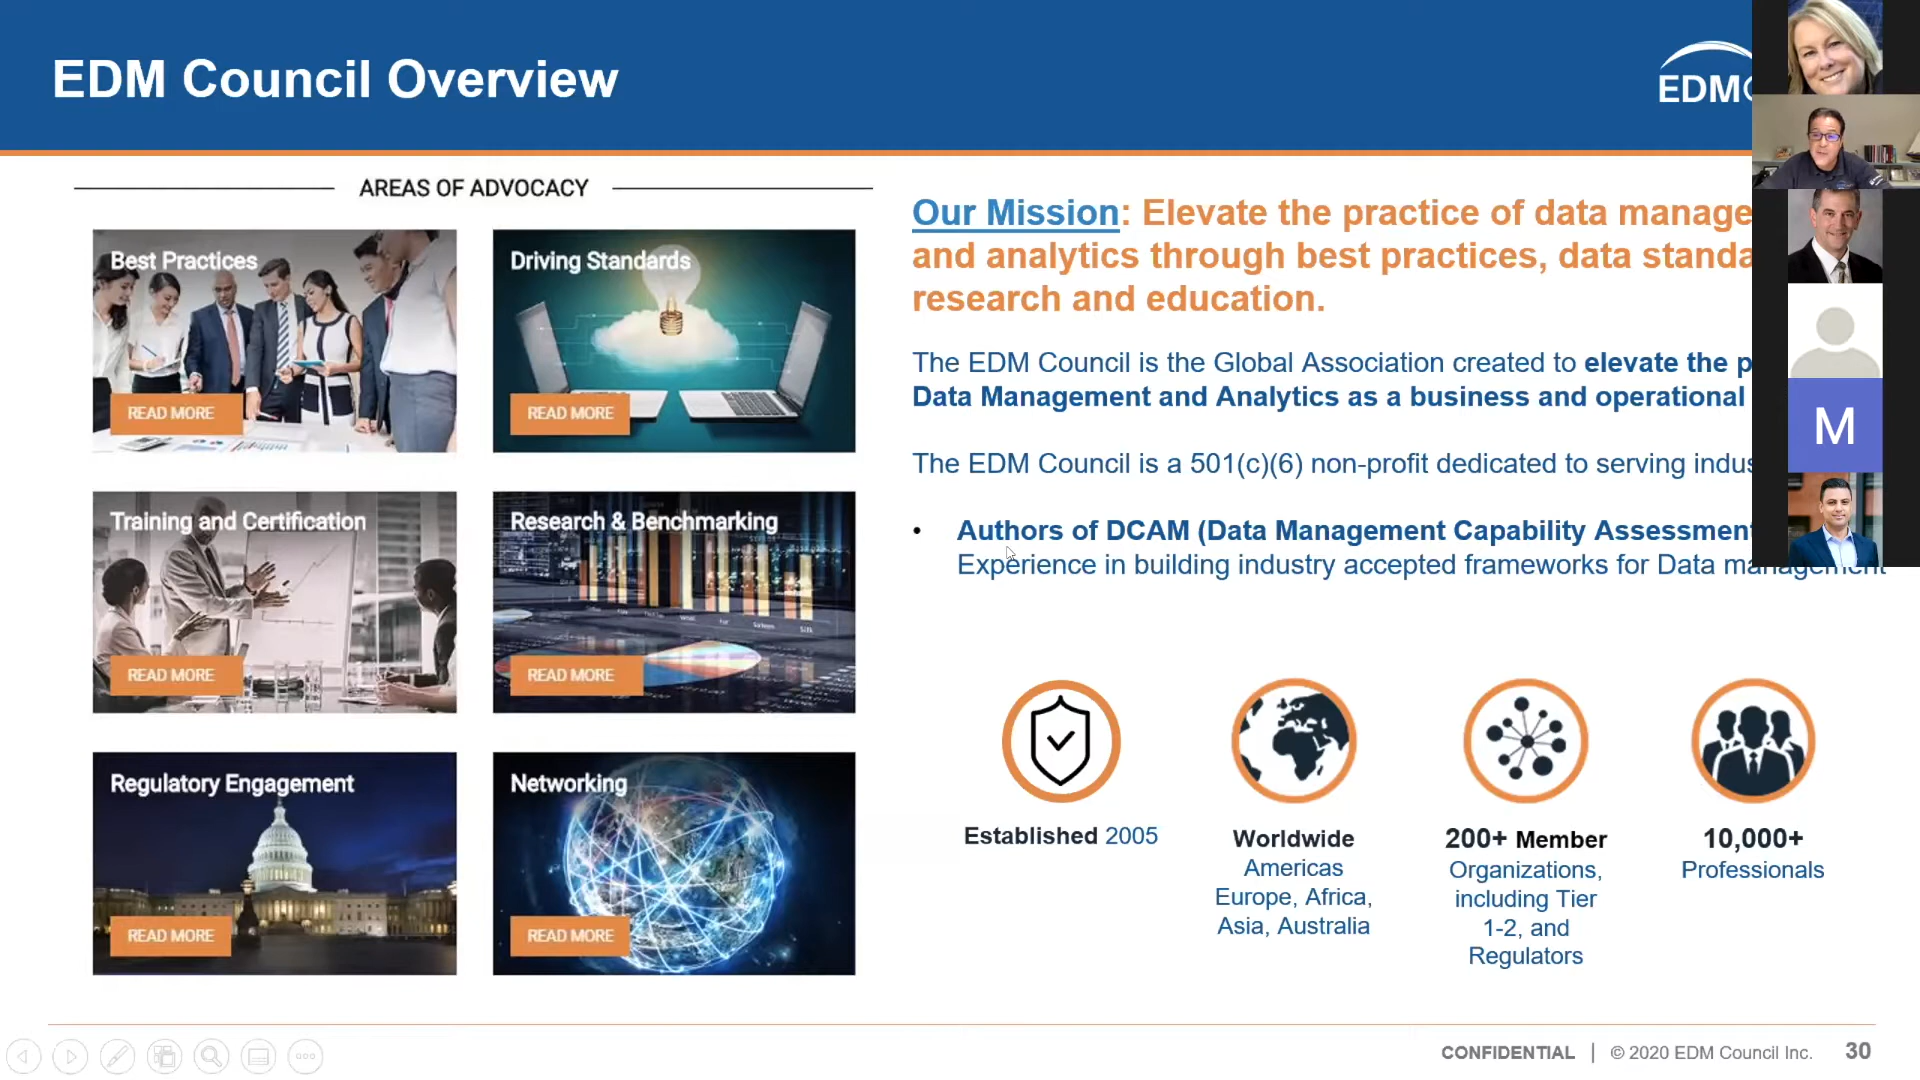 EDM Council Overview
EDM
AREAS OF ADVOCACY
Best Practices
READ MORE
Driving Standards
READ MORE
Training and Certification
READ MORE
Research & Benchmarking
READ MORE
Regulatory Engagement
READ MORE
Networking
READ MORE
Our Mission: Elevate the practice of data manage
and analytics through best practices, data standa
research and education.
The EDM Council is the Global Association created to elevate the p
Data Management and Analytics as a business and operational
The EDM Council is a 501(c)(6) non-profit dedicated to serving indus
• Authors of DCAM (Data Management Capability Assessment
Experience in building industry accepted frameworks for Data management
M
Established 2005
Worldwide
Americas
Europe, Africa,
Asia, Australia
200+ Member
Organizations,
including Tier
1-2, and
Regulators
10,000+
Professionals
CONFIDENTIAL | © 2020 EDM Council Inc. 30